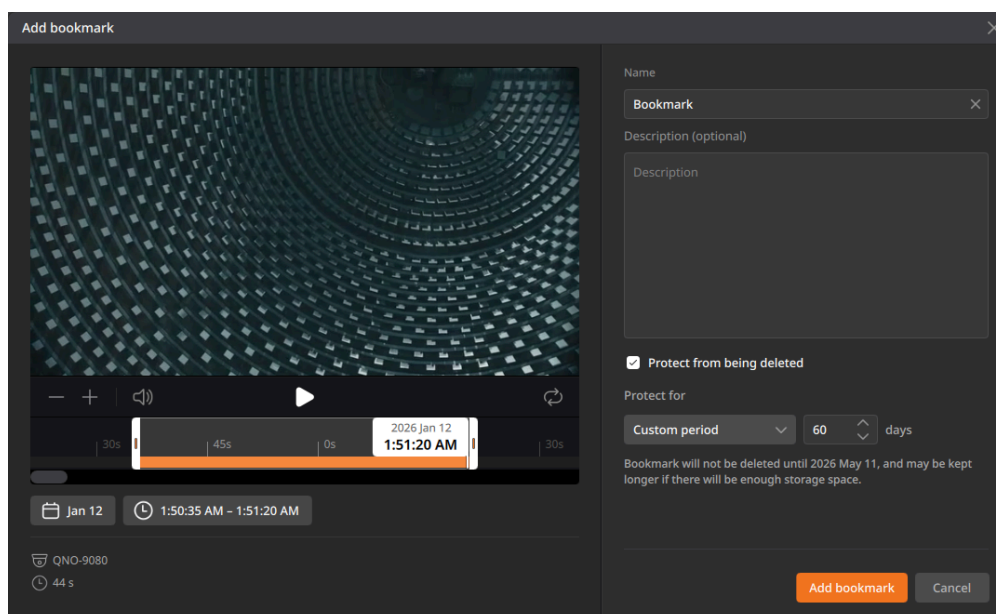 Add bookmark
Name
Bookmark
Description (optional)
Description
Protect from being deleted
Protect for
Custom period
60
days
Bookmark will not be deleted until 2026 May 11, and may be kept
longer if there will be enough storage space.
30s
45s
0s
2026 Jan 12
1:51:20 AM
30s
Jan 12
1:50:35 AM – 1:51:20 AM
QNO-9080
44 s
Add bookmark
Cancel